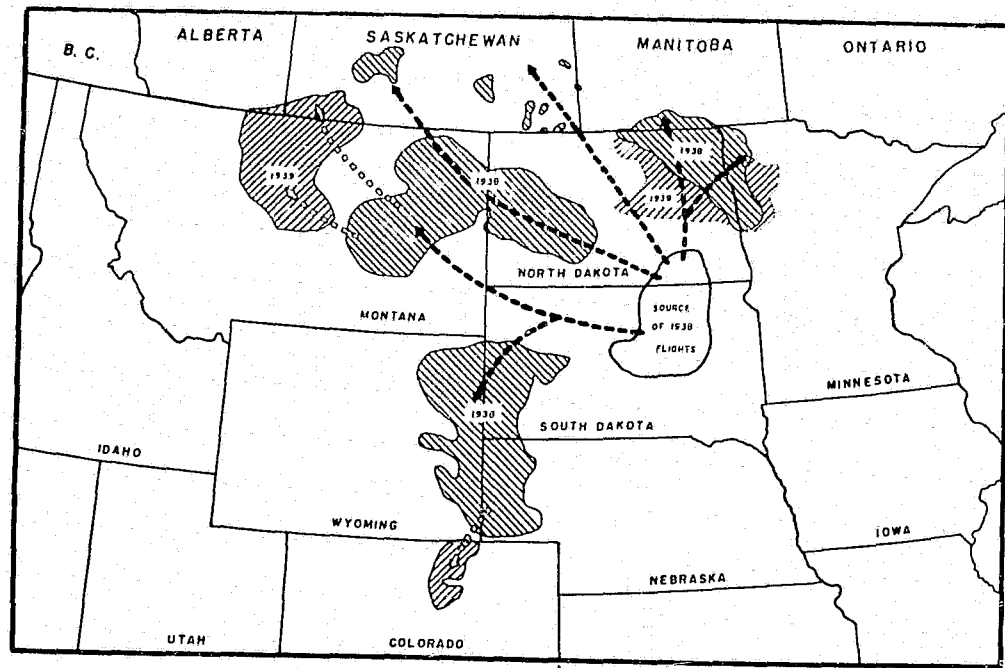 B. C.
ALBERTA
SASKATCHEWAN
MANITOBA
ONTARIO
1939
1938
1938
1939
NORTH DAKOTA
SOURCE
OF 1938
FLIGHTS
MONTANA
MINNESOTA
1938
SOUTH DAKOTA
IDAHO
WYOMING
IOWA
NEBRASKA
UTAH
COLORADO